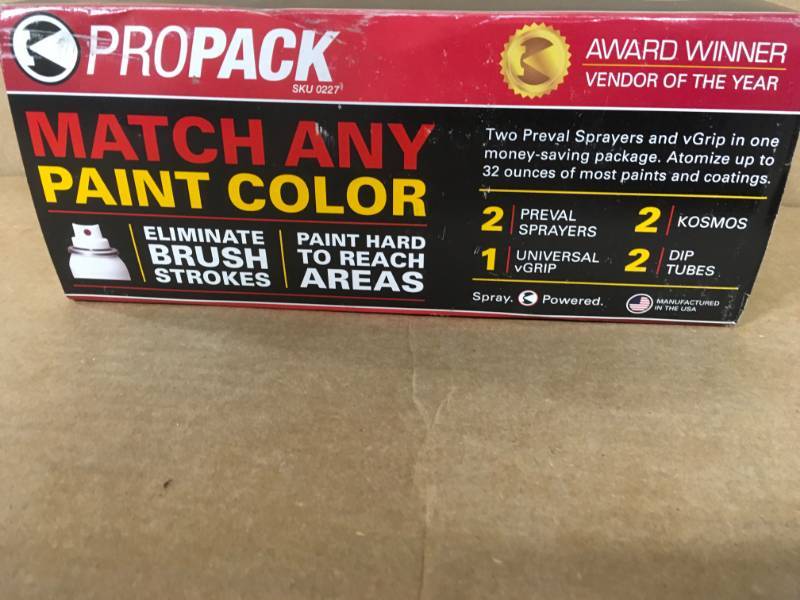 PROPACK
SKU 0227
AWARD WINNER
VENDOR OF THE YEAR
MATCH ANY
PAINT COLOR
ELIMINATE
BRUSH
STROKES
PAINT HARD
TO REACH
AREAS
Two Preval Sprayers and vGrip in one
money-saving package. Atomize up to
32 ounces of most paints and coatings.
2 PREVAL
SPRAYERS
2 KOSMOS
1 UNIVERSAL
vGRIP
2 DIP
TUBES
Spray. Powered.
MANUFACTURED
IN THE USA